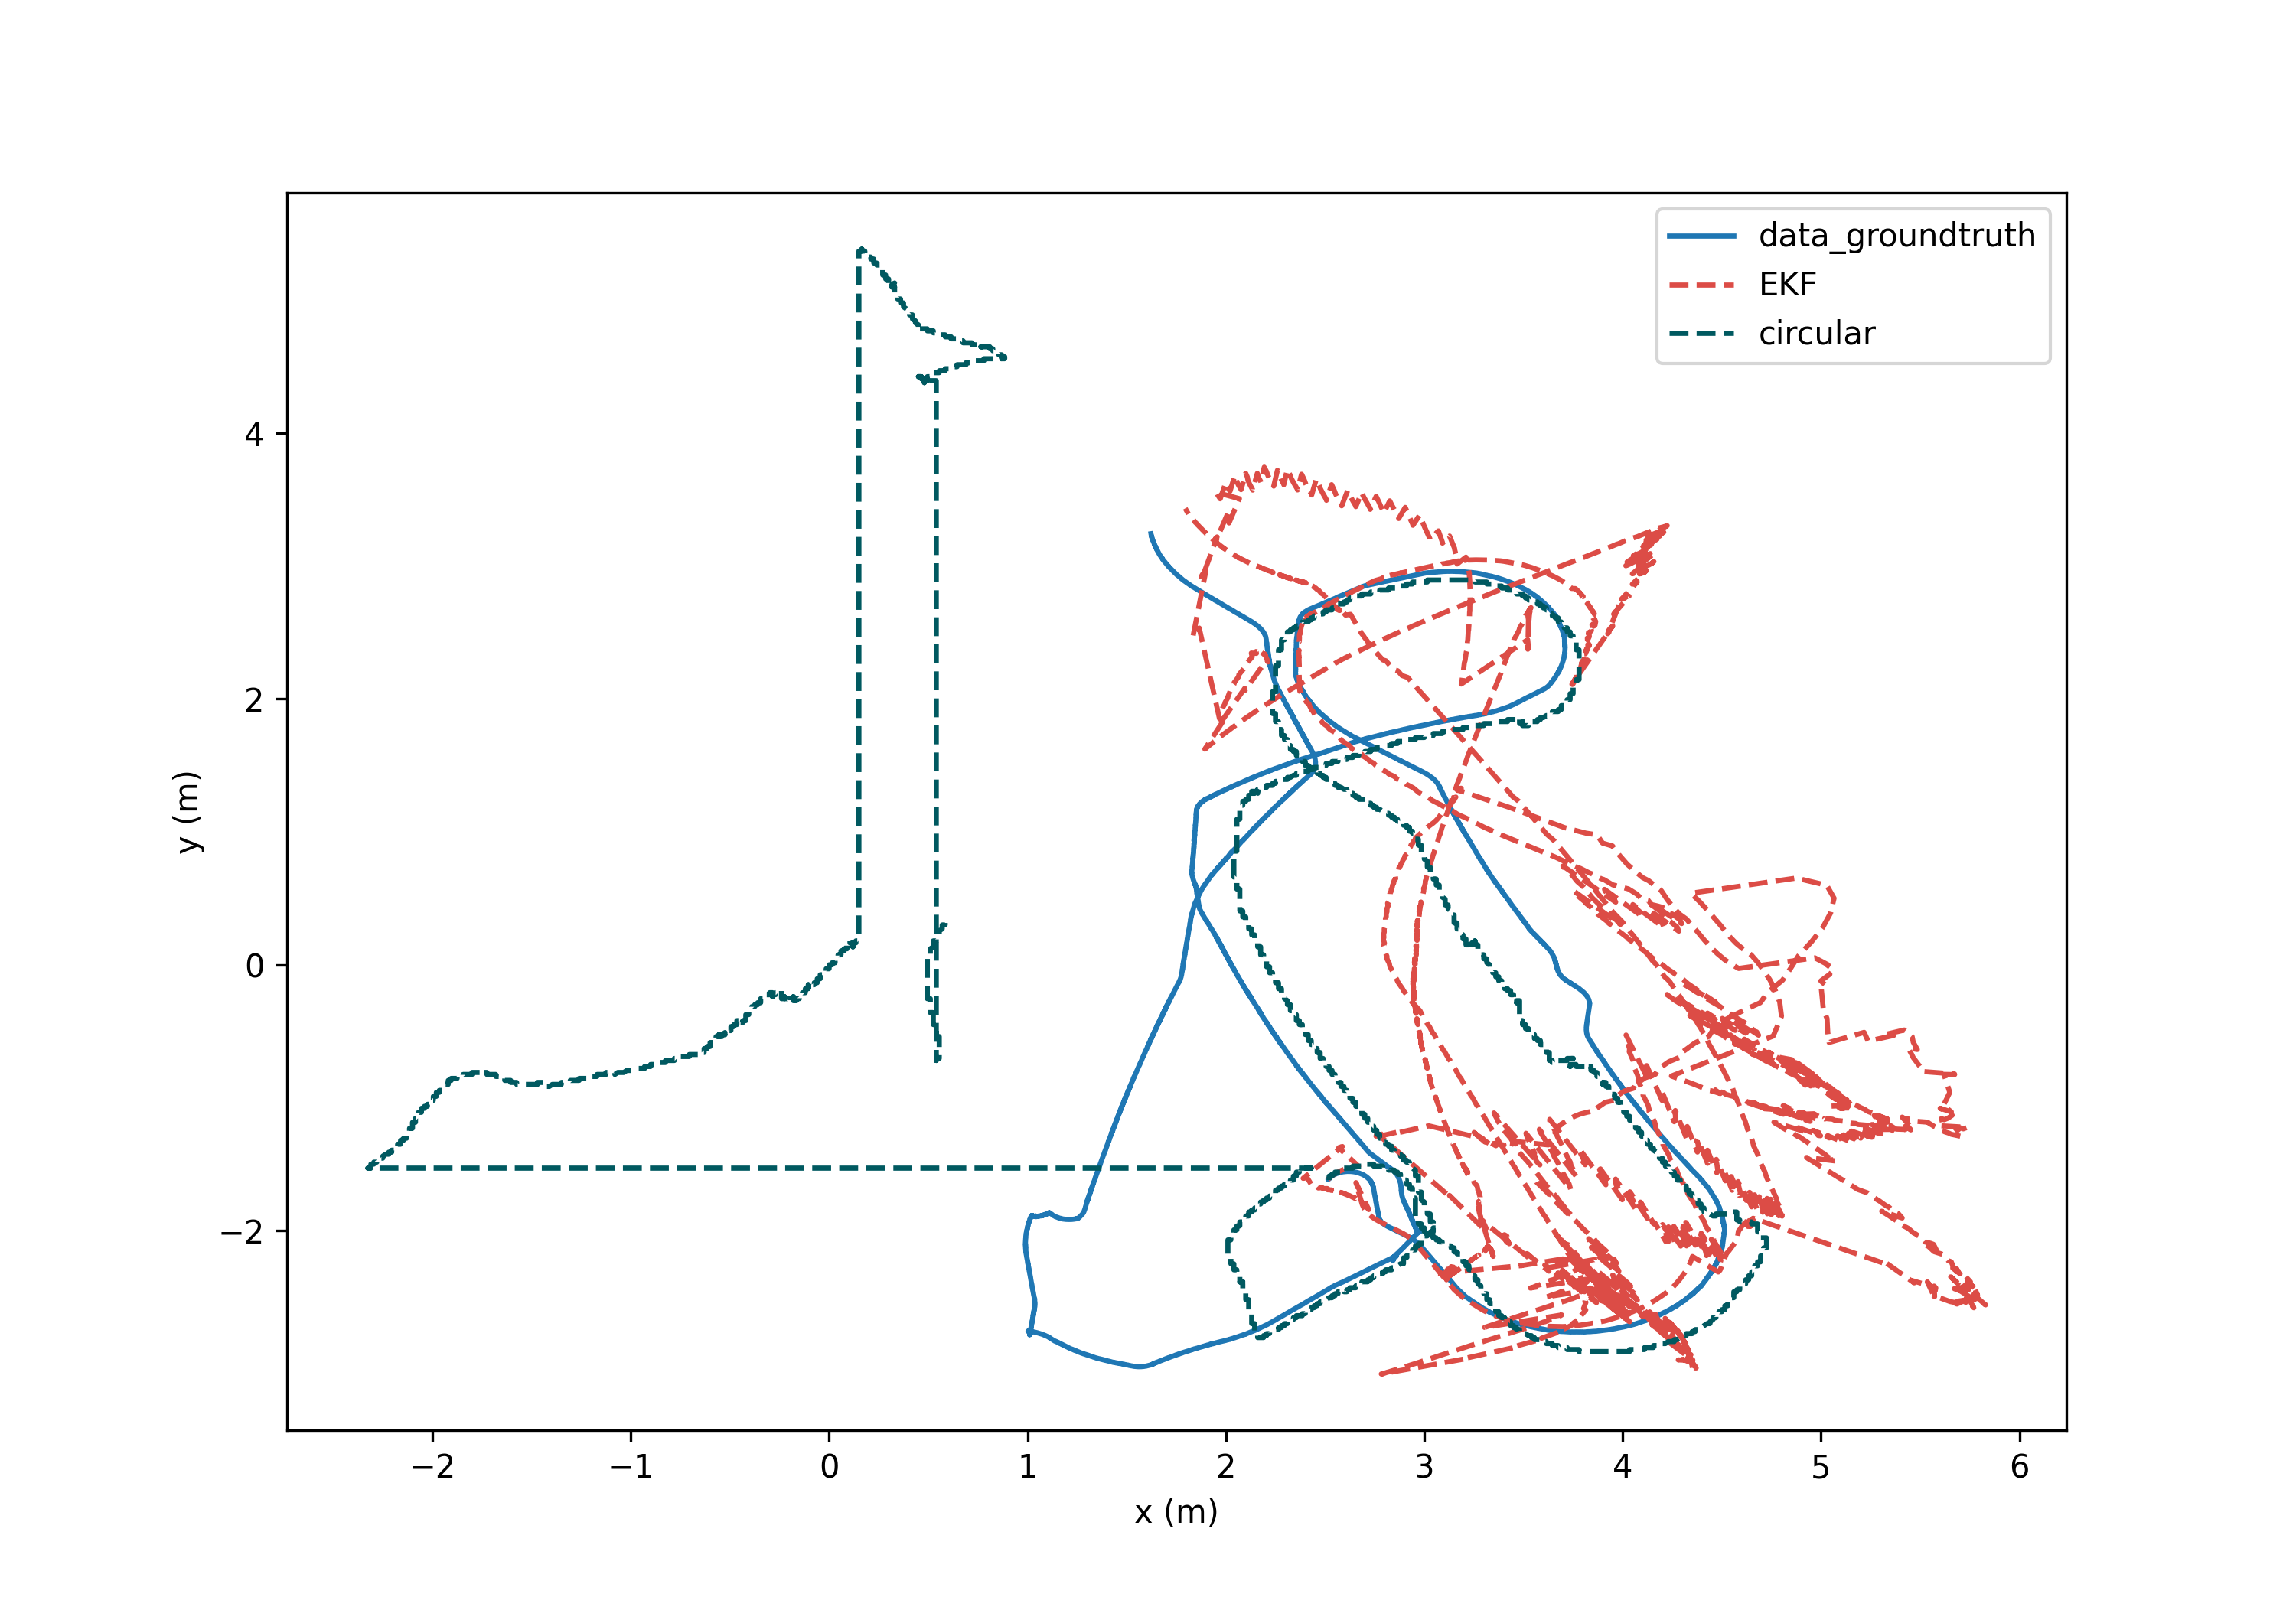 data_groundtruth
EKF
circular
4
2
0
−2
y (m)
−2 −1 0 1 2 3 4 5 6
x (m)